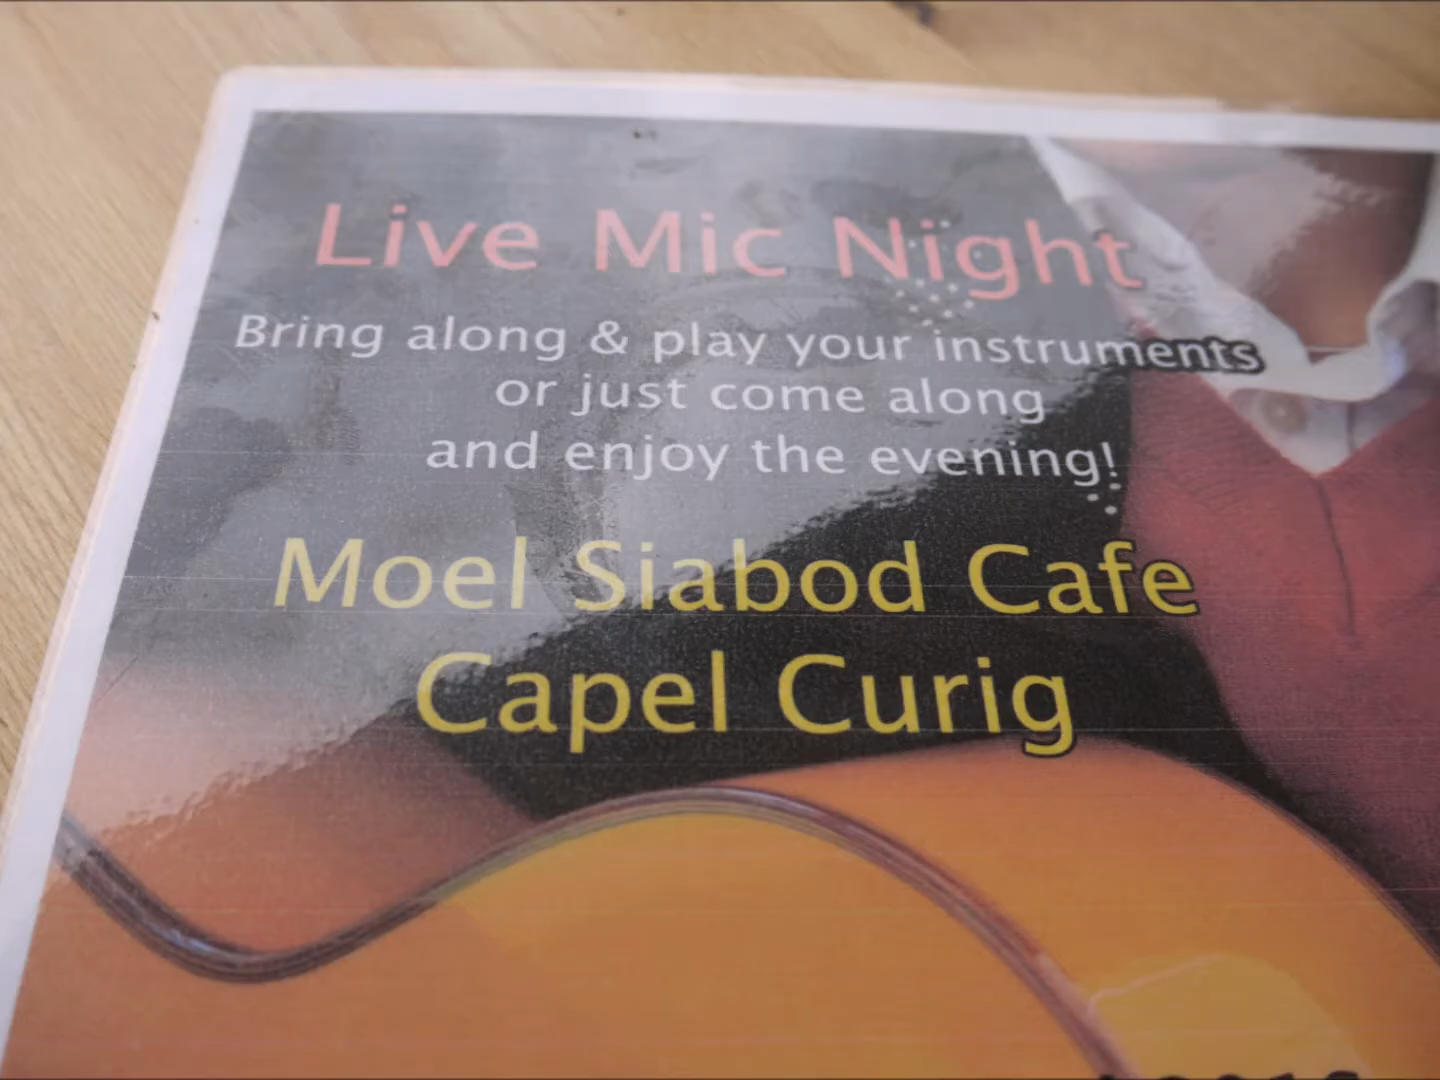 Live Mic Night
Bring along & play your instruments
or just come along
and enjoy the evening!
Moel Siabod Cafe
Capel Curig